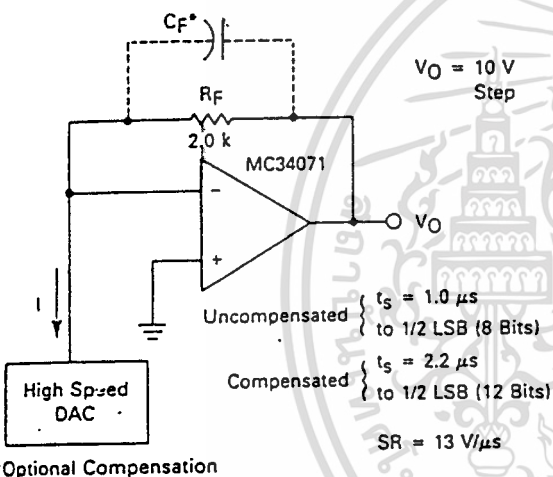 CF*
VO = 10 V
Step
RF
2.0 k
MC34071
−
+
VO
I
Uncompensated { tS = 1.0 μs
to 1/2 LSB (8 Bits)
Compensated { tS = 2.2 μs
to 1/2 LSB (12 Bits)
High Speed
DAC
SR = 13 V/μs
*Optional Compensation